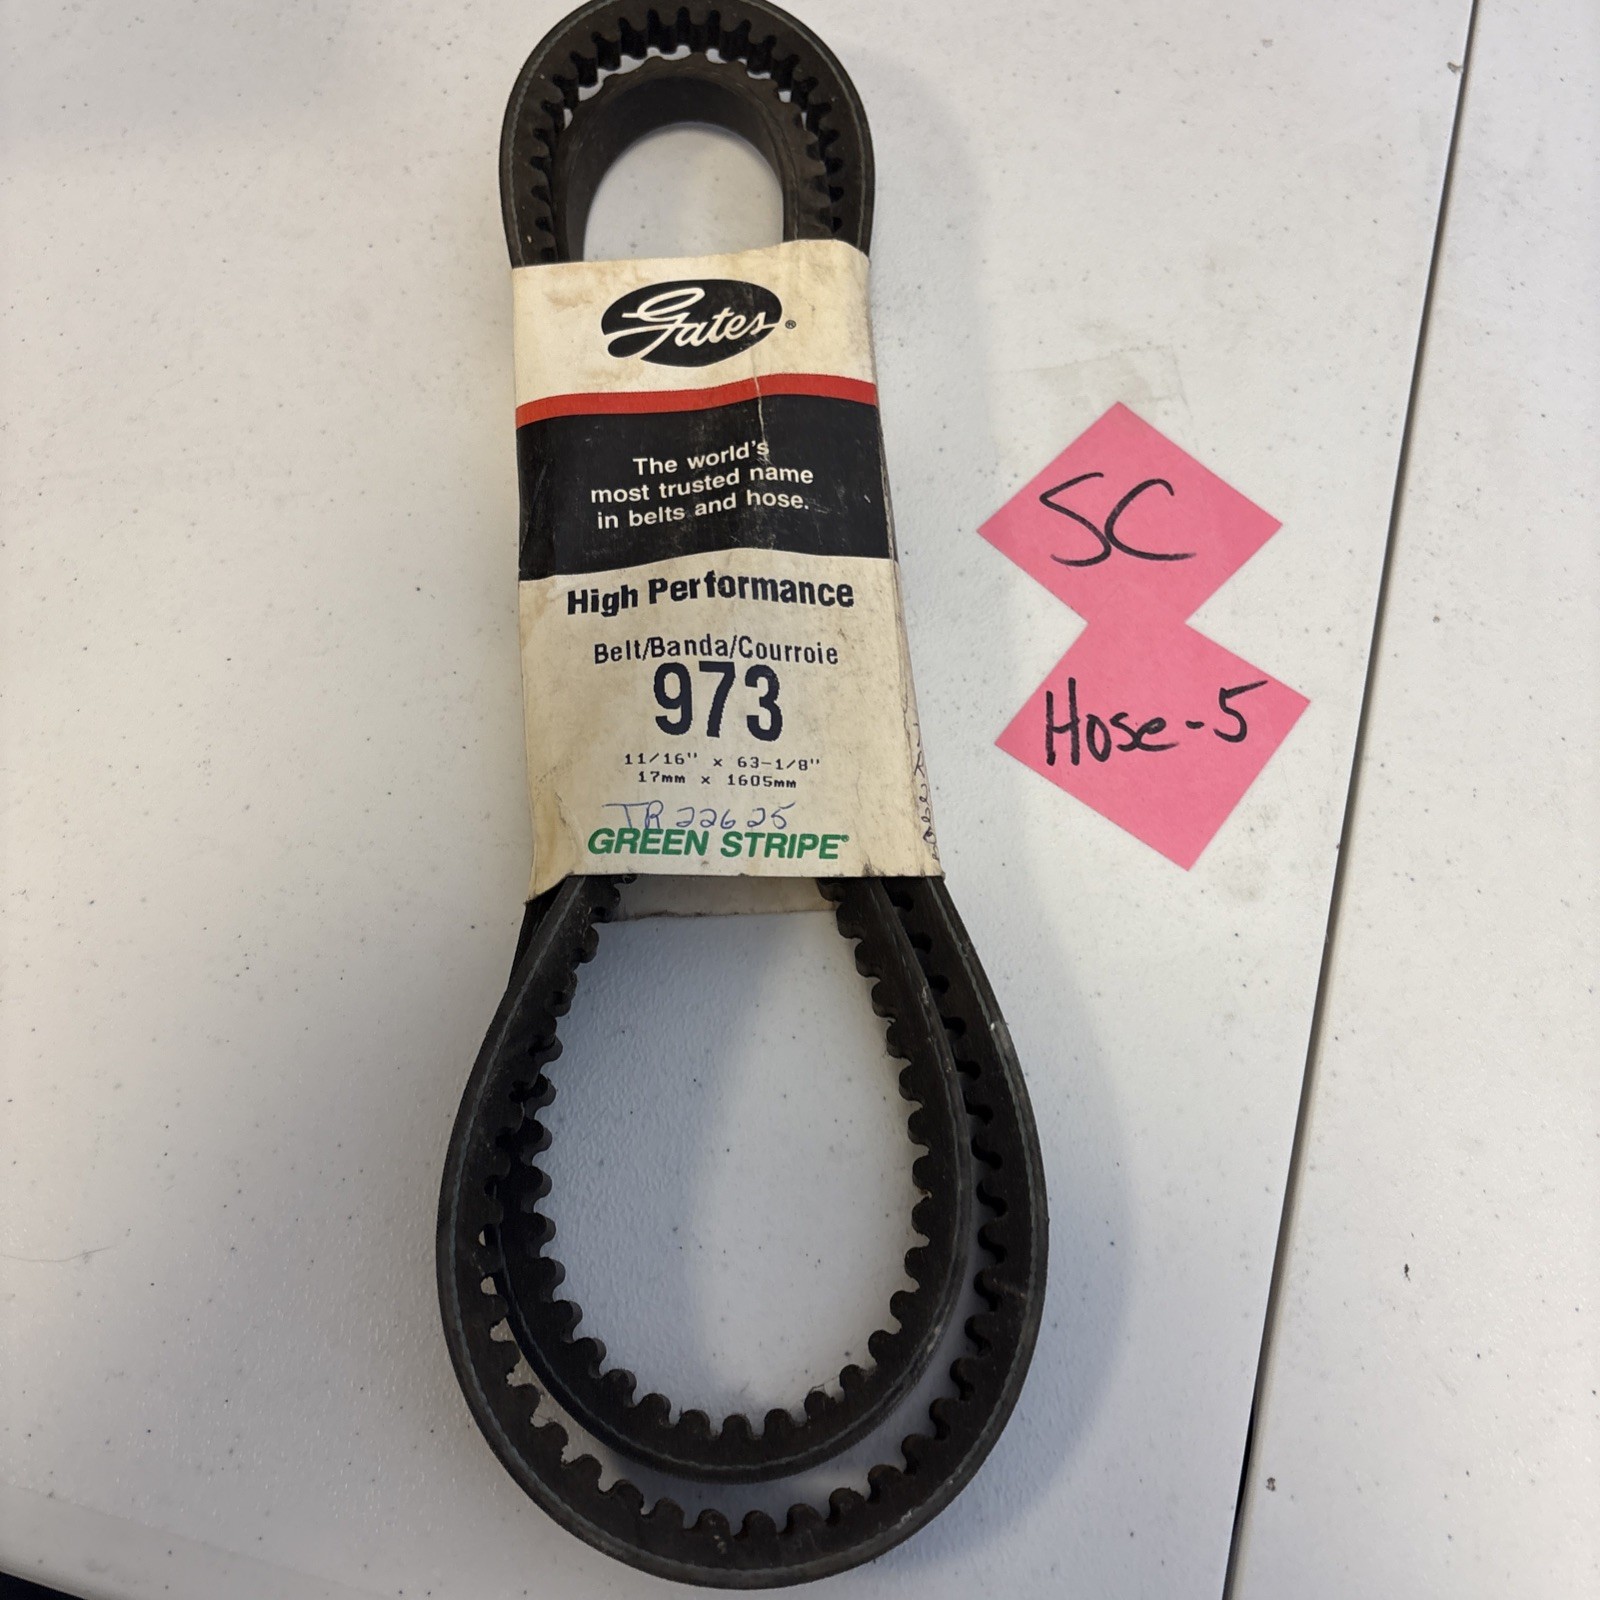 Gates®
The world's
most trusted name
in belts and hose.
High Performance
Belt/Banda/Courroie
973
11/16" x 63-1/8"
17mm x 1605mm
TR 22625
GREEN STRIPE®
SC
Hose-5